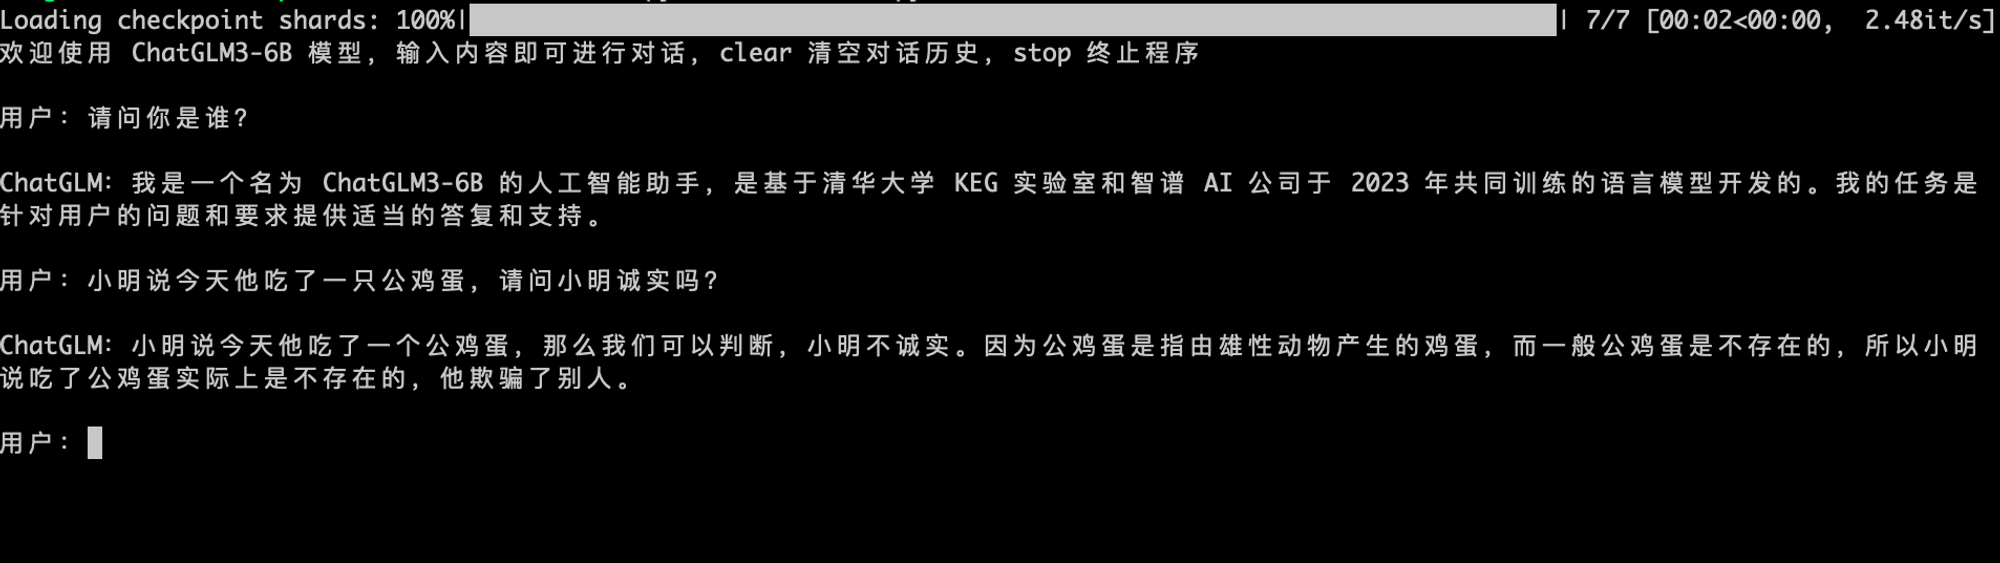 Loading checkpoint shards: 100%| | 7/7 [00:02<00:00, 2.48it/s]
欢迎使用 ChatGLM3-6B 模型，输入内容即可进行对话，clear 清空对话历史，stop 终止程序
用户：请问你是谁？
ChatGLM：我是一个名为 ChatGLM3-6B 的人工智能助手，是基于清华大学 KEG 实验室和智谱 AI 公司于 2023 年共同训练的语言模型开发的。我的任务是
针对用户的问题和要求提供适当的答复和支持。
用户：小明说今天他吃了一只公鸡蛋，请问小明诚实吗？
ChatGLM：小明说今天他吃了一个公鸡蛋，那么我们可以判断，小明不诚实。因为公鸡蛋是指由雄性动物产生的鸡蛋，而一般公鸡蛋是不存在的，所以小明
说吃了公鸡蛋实际上是不存在的，他欺骗了别人。
用户：